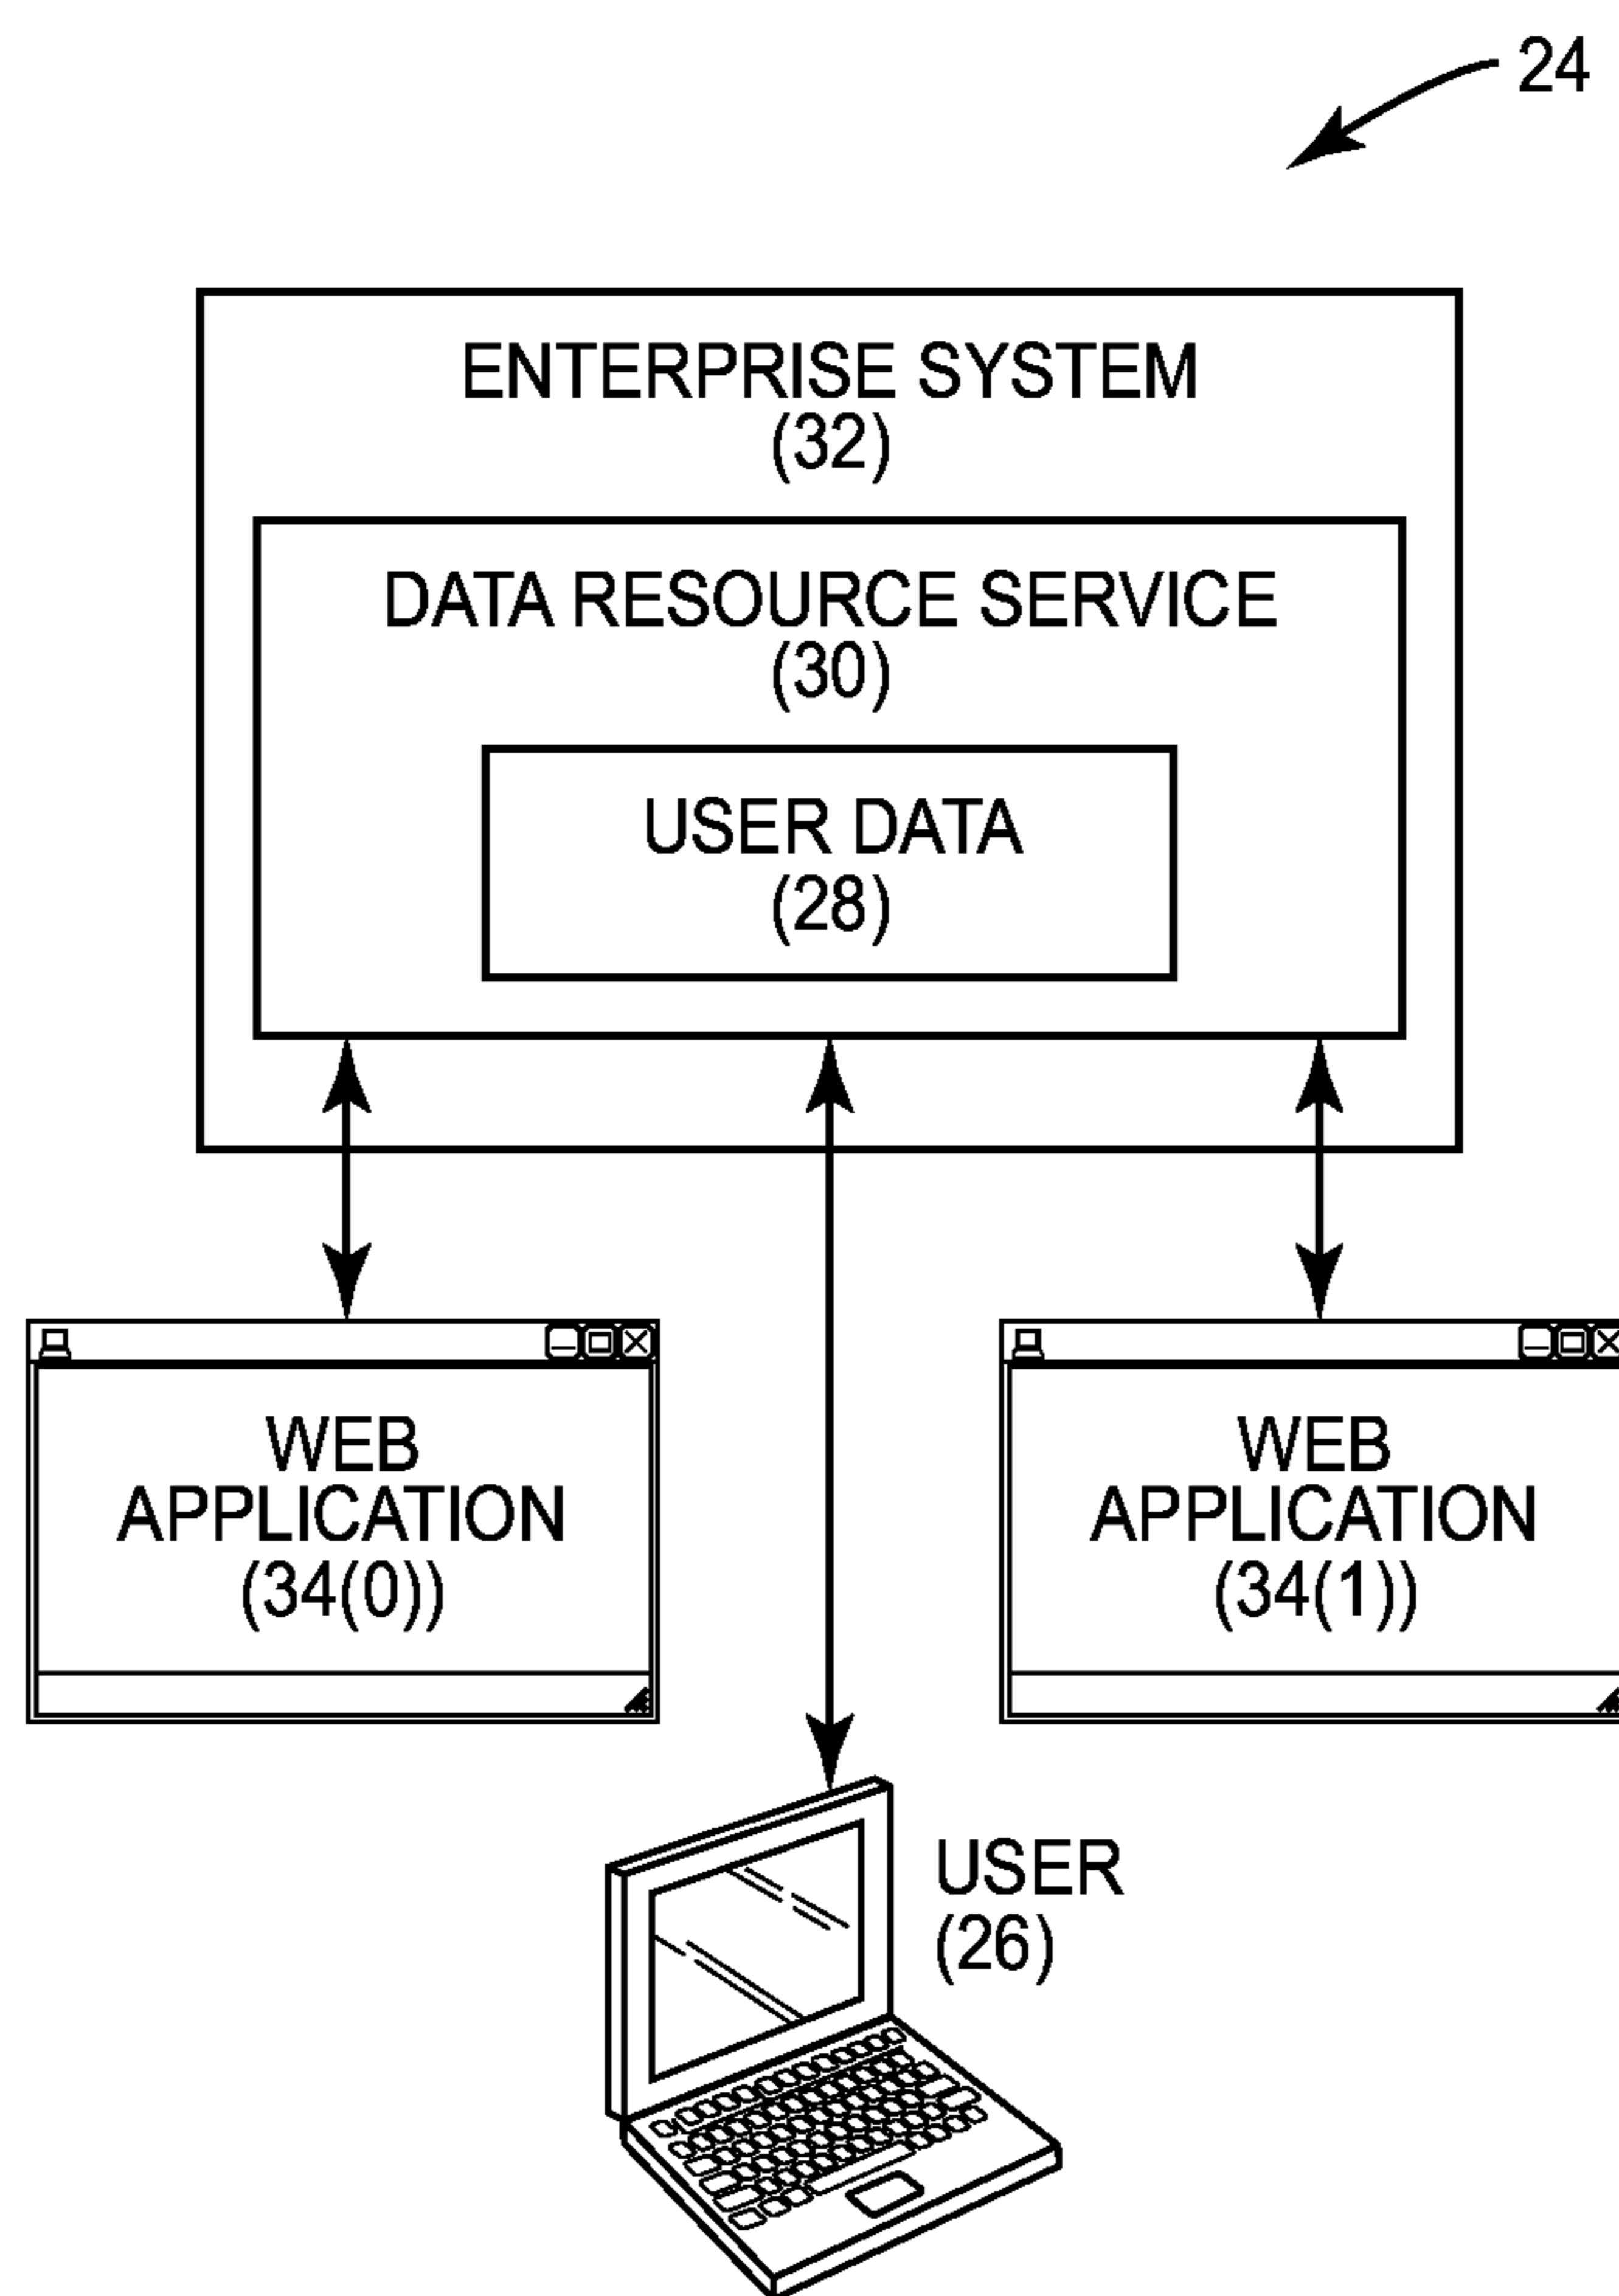 24
ENTERPRISE SYSTEM
(32)
DATA RESOURCE SERVICE
(30)
USER DATA
(28)
WEB
APPLICATION
(34(0))
WEB
APPLICATION
(34(1))
USER
(26)